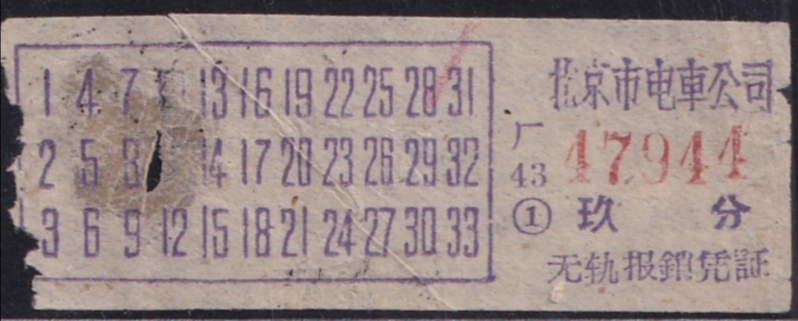 1 4 7 13 16 19 22 25 28 31
2 5 8 14 17 20 23 26 29 32
3 6 9 12 15 18 21 24 27 30 33
北京市电車公司
厂 43 47944
① 玖 分
无轨报銷凭証